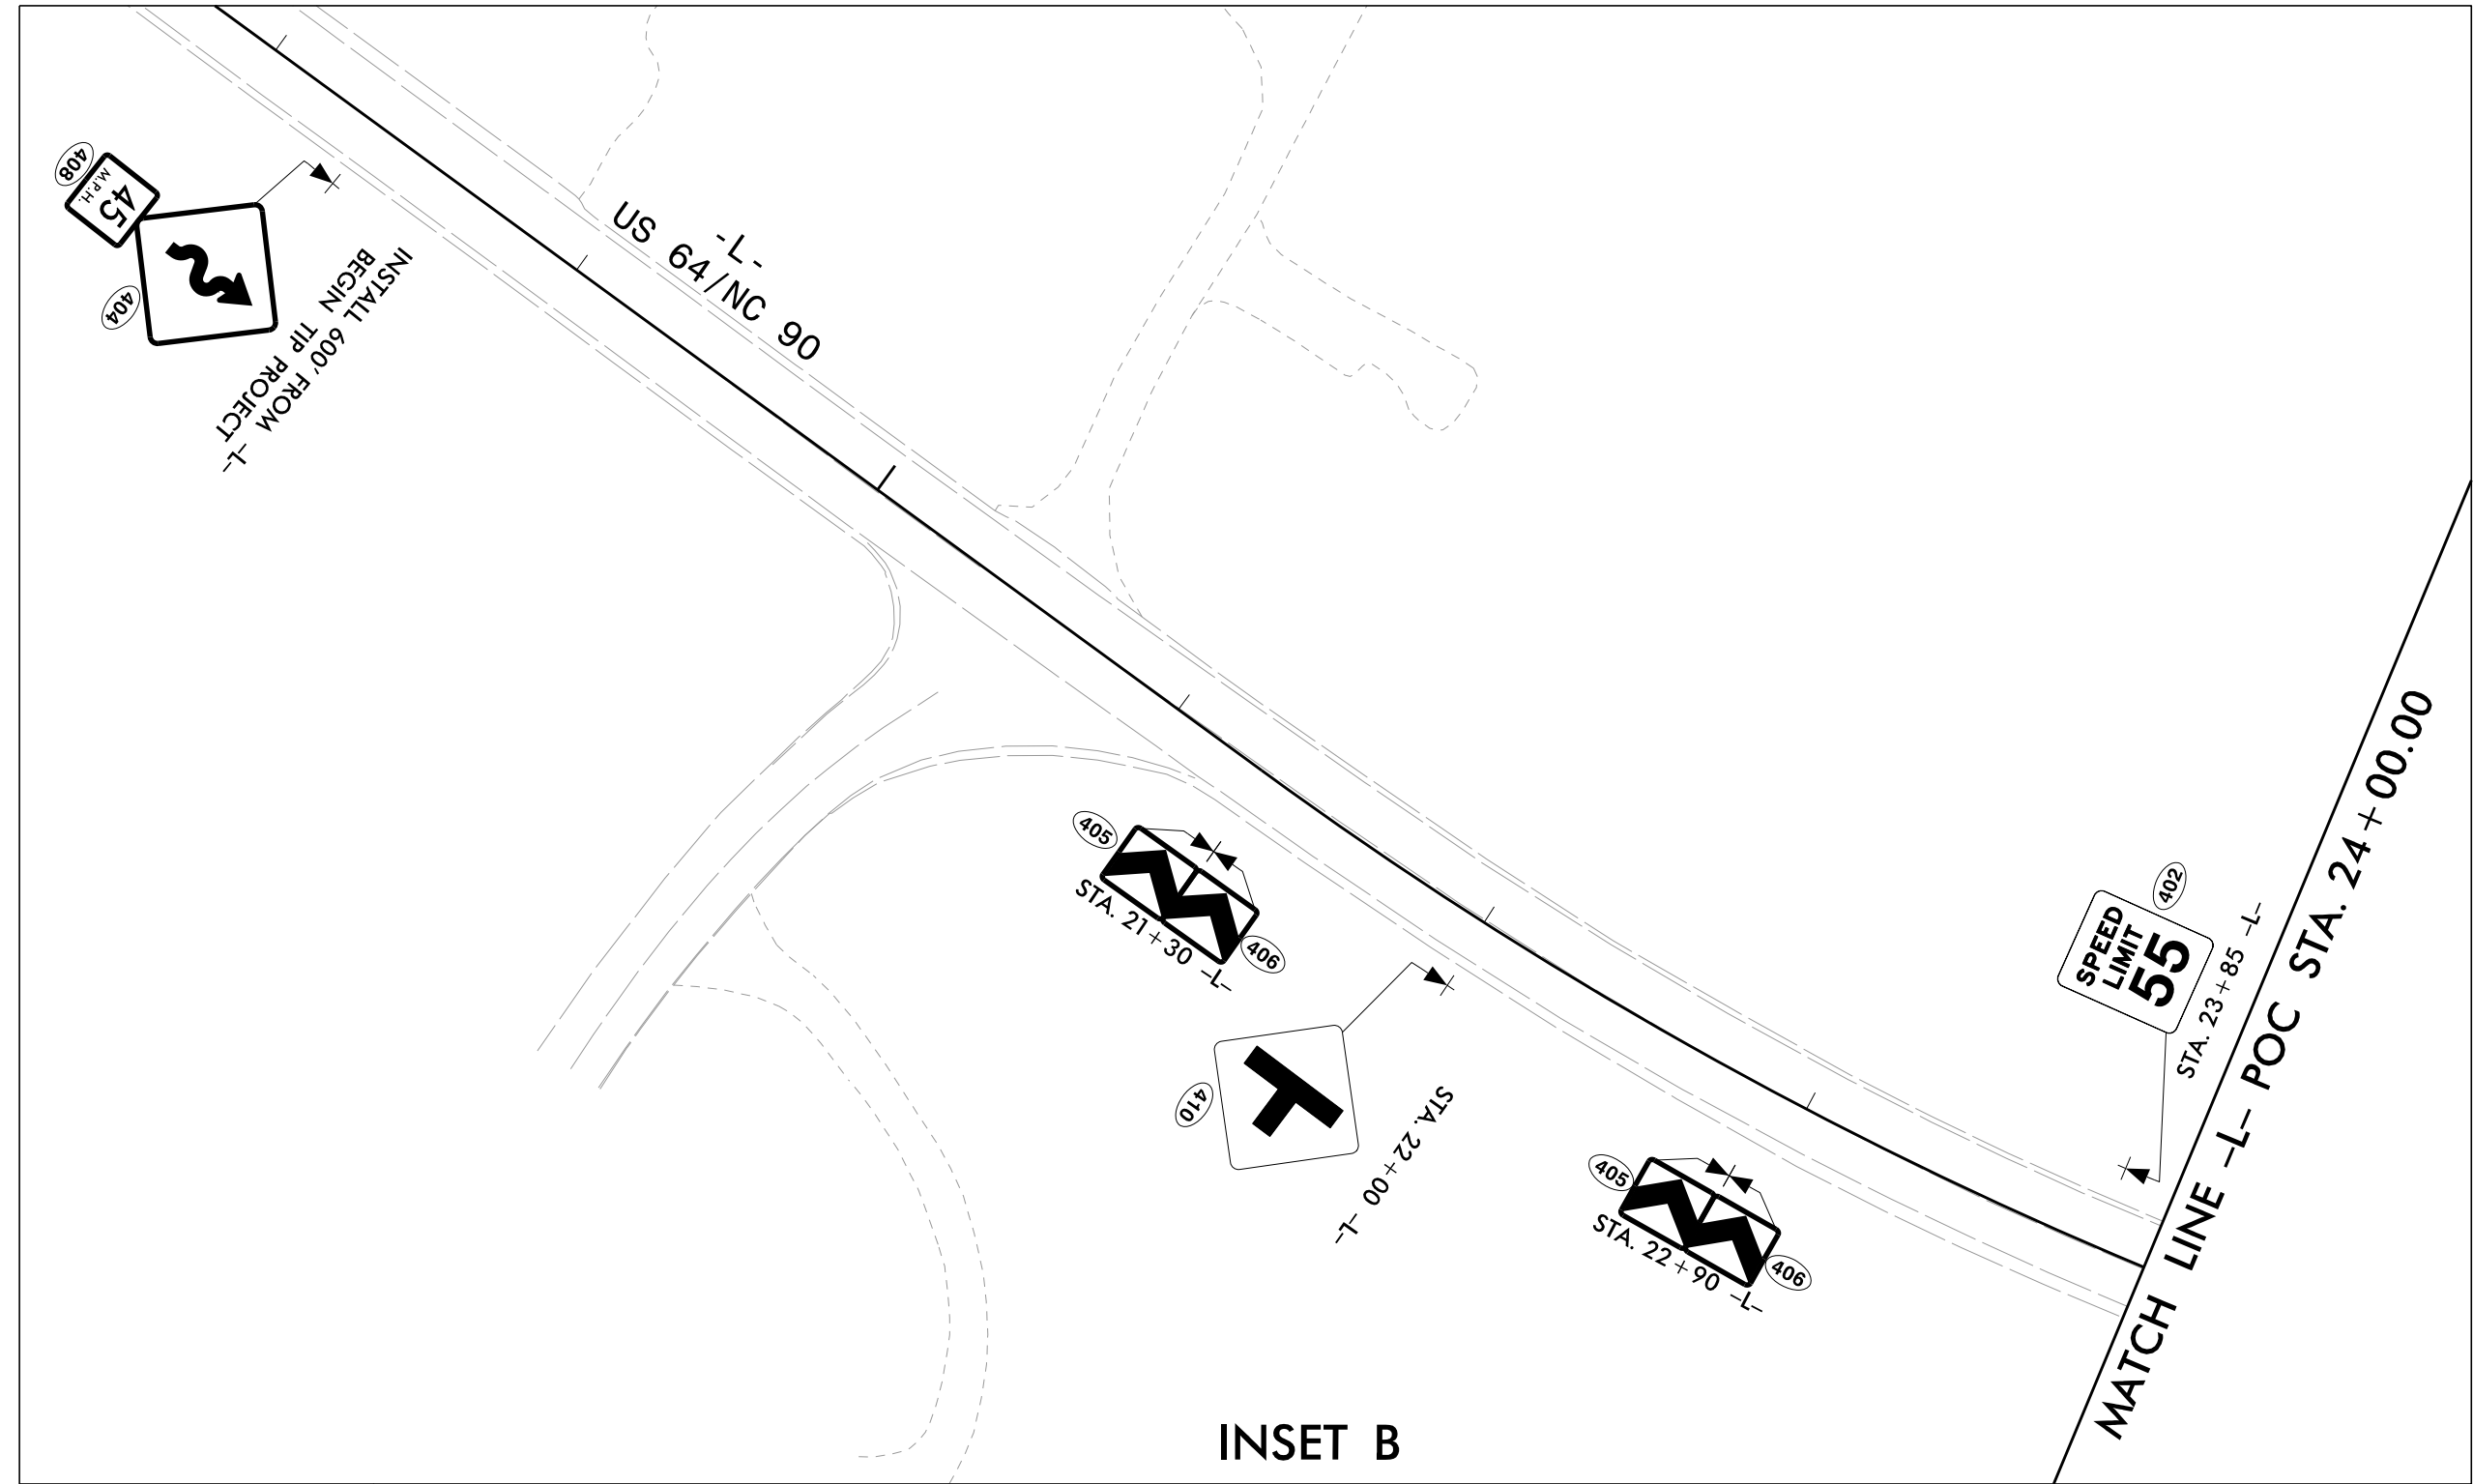 408
45
M.P.H.
404
INSTALL 600' FROM -L-
BEGIN TIP PROJECT
-L-
US 64/NC 90
405
406
STA. 21+30 -L-
410
STA. 22+00 -L-
405
406
STA. 22+90 -L-
402
SPEED
LIMIT
55
STA. 23+85 -L-
MATCH LINE -L- POC STA. 24+00.00
INSET B